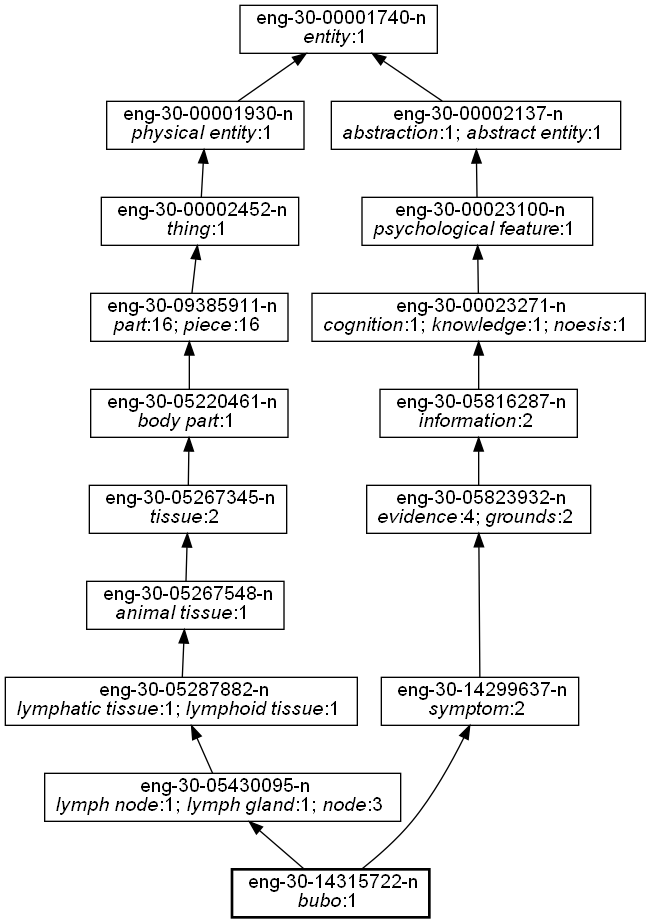 eng-30-00001740-n
entity:1
eng-30-00001930-n
physical entity:1
eng-30-00002137-n
abstraction:1; abstract entity:1
eng-30-00002452-n
thing:1
eng-30-00023100-n
psychological feature:1
eng-30-09385911-n
part:16; piece:16
eng-30-00023271-n
cognition:1; knowledge:1; noesis:1
eng-30-05220461-n
body part:1
eng-30-05816287-n
information:2
eng-30-05267345-n
tissue:2
eng-30-05823932-n
evidence:4; grounds:2
eng-30-05267548-n
animal tissue:1
eng-30-05287882-n
lymphatic tissue:1; lymphoid tissue:1
eng-30-14299637-n
symptom:2
eng-30-05430095-n
lymph node:1; lymph gland:1; node:3
eng-30-14315722-n
bubo:1